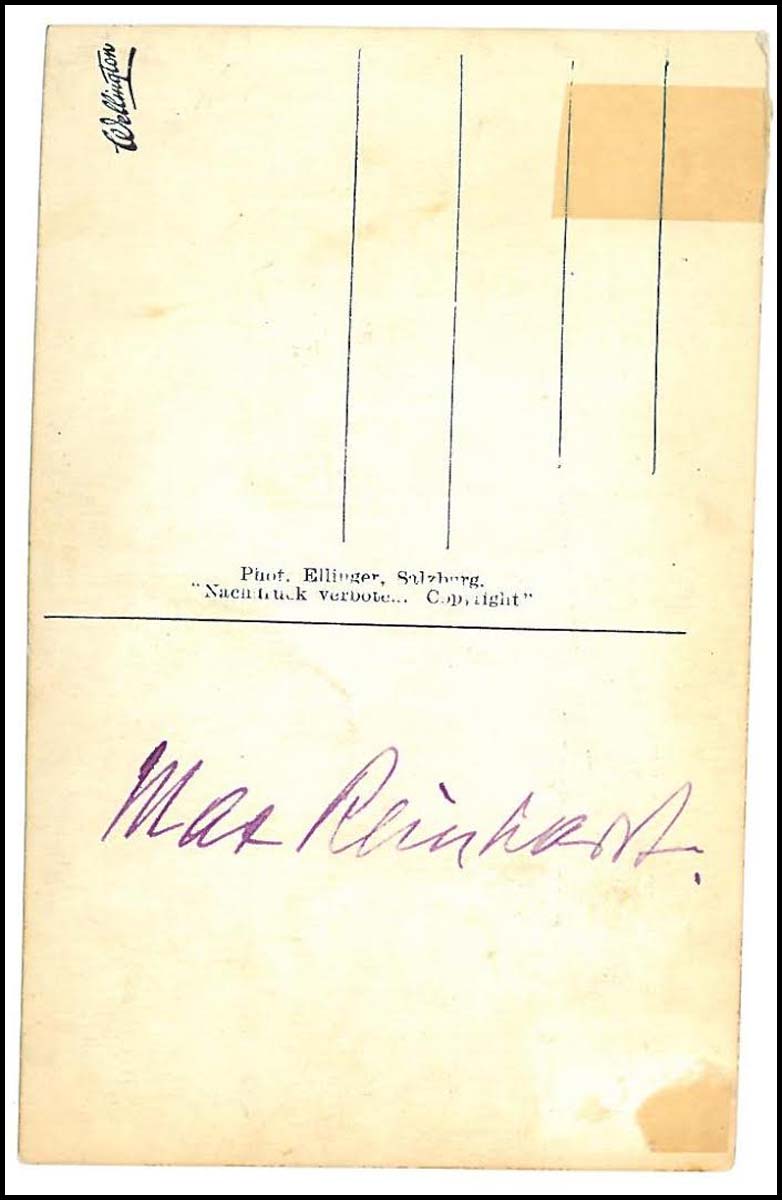 Wellington
Phot. Ellinger, Salzburg.
"Nachdruck verboten. Copyright"
Max Reinhardt.